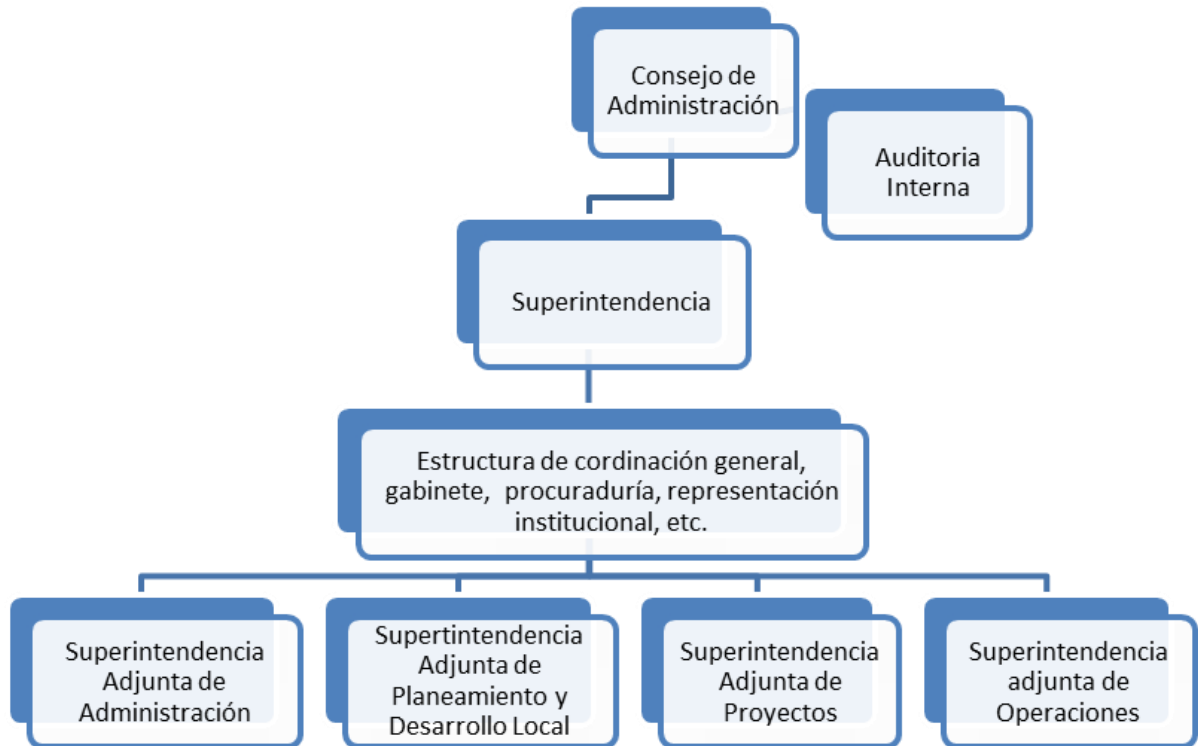 Consejo de
Administración
Auditoria
Interna
Superintendencia
Estructura de cordinación general,
gabinete, procuraduría, representación
institucional, etc.
Superintendencia
Adjunta de
Administración
Supertintendencia
Adjunta de
Planeamiento y
Desarrollo Local
Superintendencia
Adjunta de
Proyectos
Superintendencia
adjunta de
Operaciones